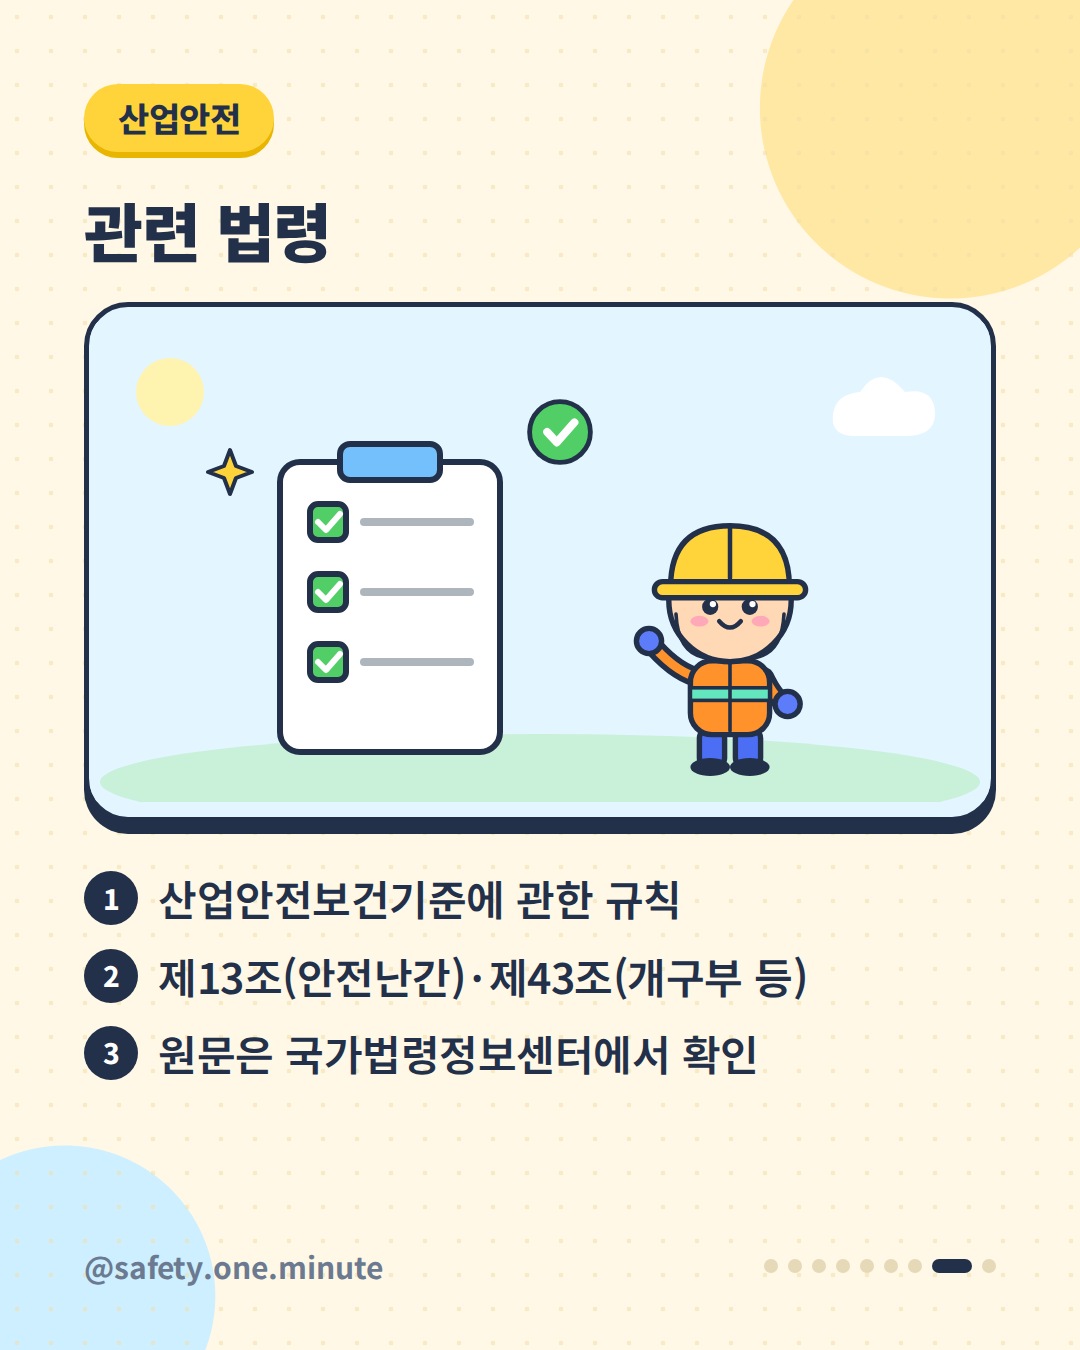 산업안전
관련 법령
1 산업안전보건기준에 관한 규칙
2 제13조(안전난간)·제43조(개구부 등)
3 원문은 국가법령정보센터에서 확인
@safety.one.minute